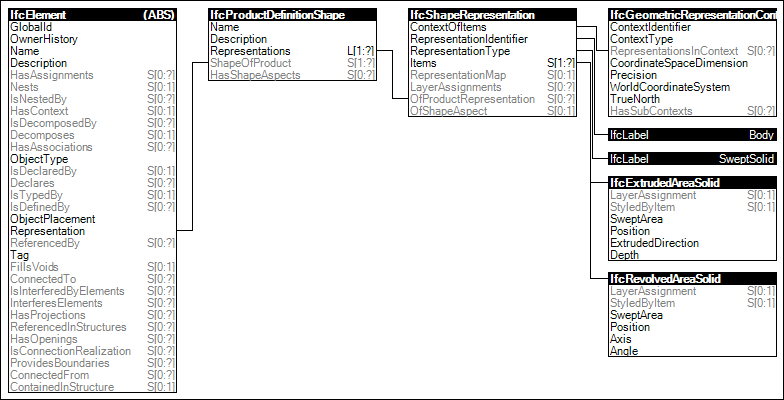 IfcElement (ABS)
GlobalId
OwnerHistory
Name
Description
HasAssignments S[0:?]
Nests S[0:1]
IsNestedBy S[0:?]
HasContext S[0:1]
IsDecomposedBy S[0:?]
Decomposes S[0:1]
HasAssociations S[0:?]
ObjectType
IsDeclaredBy S[0:1]
Declares S[0:?]
IsTypedBy S[0:1]
IsDefinedBy S[0:?]
ObjectPlacement
Representation
ReferencedBy S[0:?]
Tag
FillsVoids S[0:1]
ConnectedTo S[0:?]
IsInterferedByElements S[0:?]
InterferesElements S[0:?]
HasProjections S[0:?]
ReferencedInStructures S[0:?]
HasOpenings S[0:?]
IsConnectionRealization S[0:?]
ProvidesBoundaries S[0:?]
ConnectedFrom S[0:?]
ContainedInStructure S[0:1]
IfcProductDefinitionShape
Name
Description
Representations L[1:?]
ShapeOfProduct S[1:?]
HasShapeAspects S[0:?]
IfcShapeRepresentation
ContextOfItems
RepresentationIdentifier
RepresentationType
Items S[1:?]
RepresentationMap S[0:1]
LayerAssignments S[0:?]
OfProductRepresentation S[0:?]
OfShapeAspect S[0:1]
IfcGeometricRepresentationCon
ContextIdentifier
ContextType
RepresentationsInContext S[0:?]
CoordinateSpaceDimension
Precision
WorldCoordinateSystem
TrueNorth
HasSubContexts S[0:?]
IfcLabel Body
IfcLabel SweptSolid
IfcExtrudedAreaSolid
LayerAssignment S[0:1]
StyledByItem S[0:1]
SweptArea
Position
ExtrudedDirection
Depth
IfcRevolvedAreaSolid
LayerAssignment S[0:1]
StyledByItem S[0:1]
SweptArea
Position
Axis
Angle